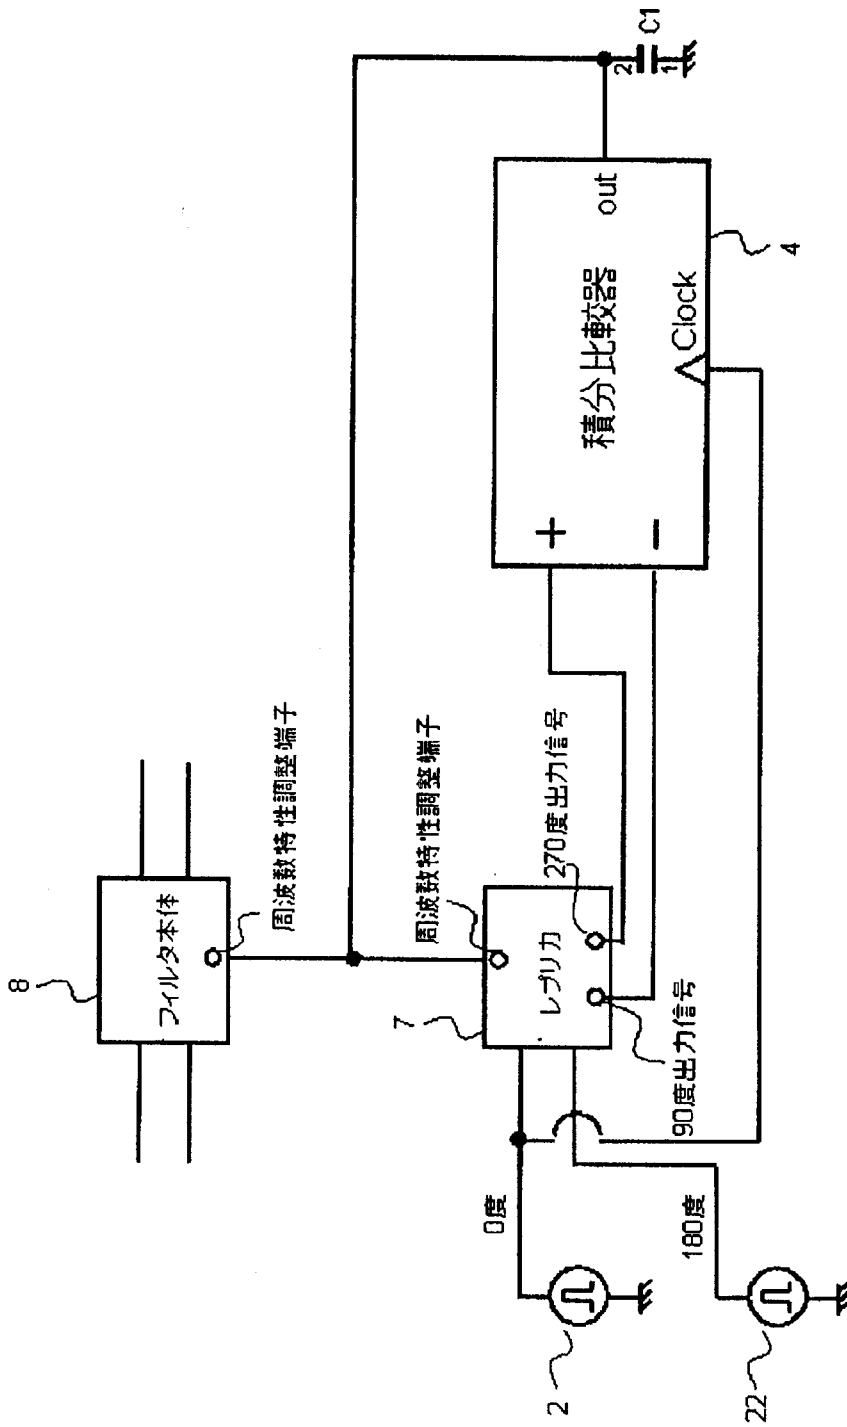 8
フィルタ本体
周波数特性調整端子
周波数特性調整端子
7
レプリカ
270度出力信号
90度出力信号
0度
180度
2
22
+
−
積分比較器
out
Clock
4
2
1
C1